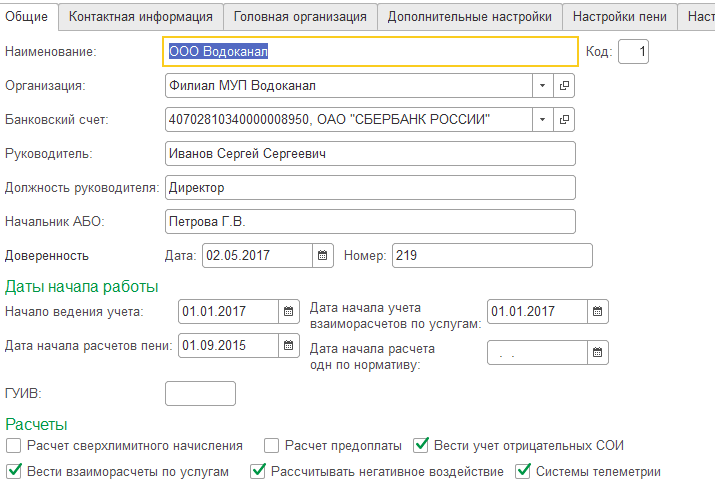 Общие Контактная информация Головная организация Дополнительные настройки Настройки пени Наст
Наименование: ООО Водоканал Код: 1
Организация: Филиал МУП Водоканал
Банковский счет: 40702810340000008950, ОАО "СБЕРБАНК РОССИИ"
Руководитель: Иванов Сергей Сергеевич
Должность руководителя: Директор
Начальник АБО: Петрова Г.В.
Доверенность Дата: 02.05.2017 Номер: 219
Даты начала работы
Начало ведения учета: 01.01.2017 Дата начала учета
взаиморасчетов по услугам: 01.01.2017
Дата начала расчетов пени: 01.09.2015 Дата начала расчета
одн по нормативу: . .
ГУИВ:
Расчеты
Расчет сверхлимитного начисления Расчет предоплаты Вести учет отрицательных СОИ
Вести взаиморасчеты по услугам Рассчитывать негативное воздействие Системы телеметрии